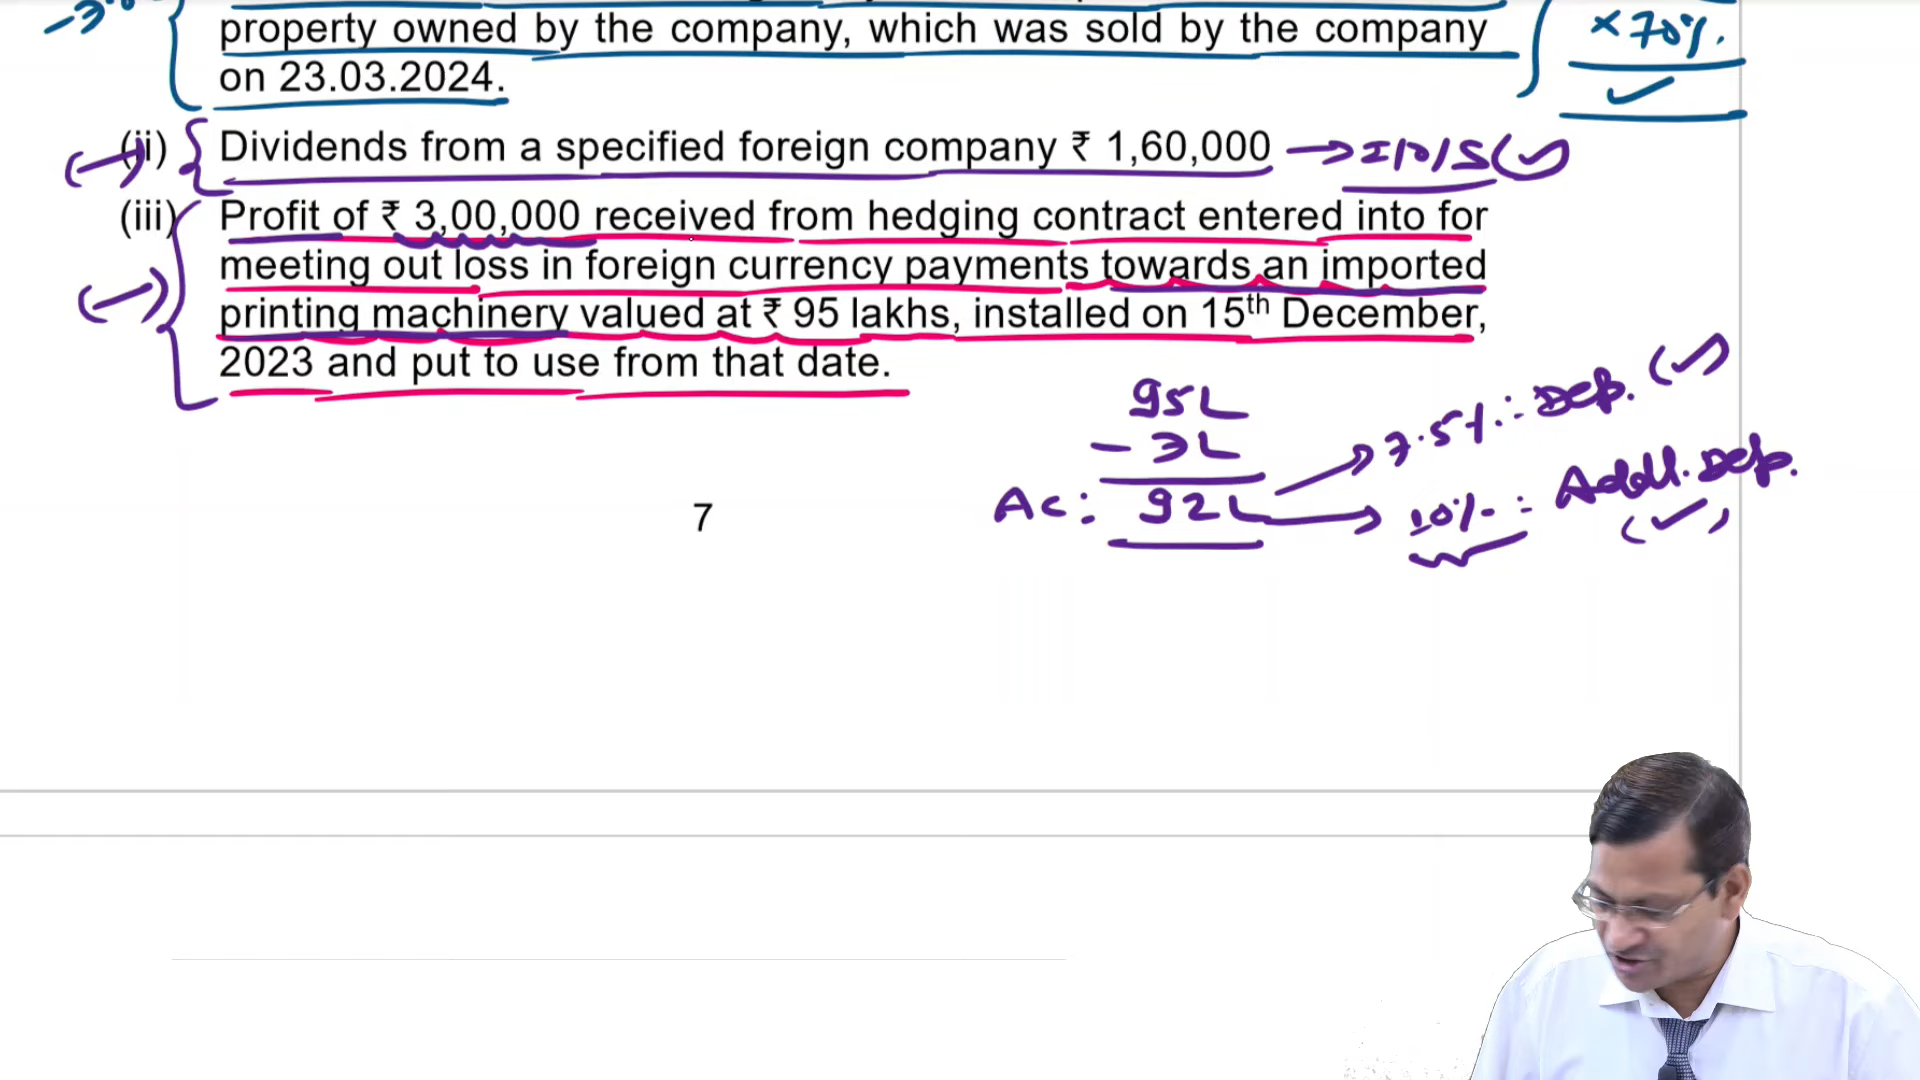 property owned by the company, which was sold by the company
on 23.03.2024.
×70%.
(ii) Dividends from a specified foreign company ₹ 1,60,000 → I/O/S (✓)
(iii) Profit of ₹ 3,00,000 received from hedging contract entered into for
meeting out loss in foreign currency payments towards an imported
printing machinery valued at ₹ 95 lakhs, installed on 15th December,
2023 and put to use from that date.
95L
- 3L
AC: 92L
7.5%: Dep. (✓)
10%: Addl. Dep.
(✓)
7